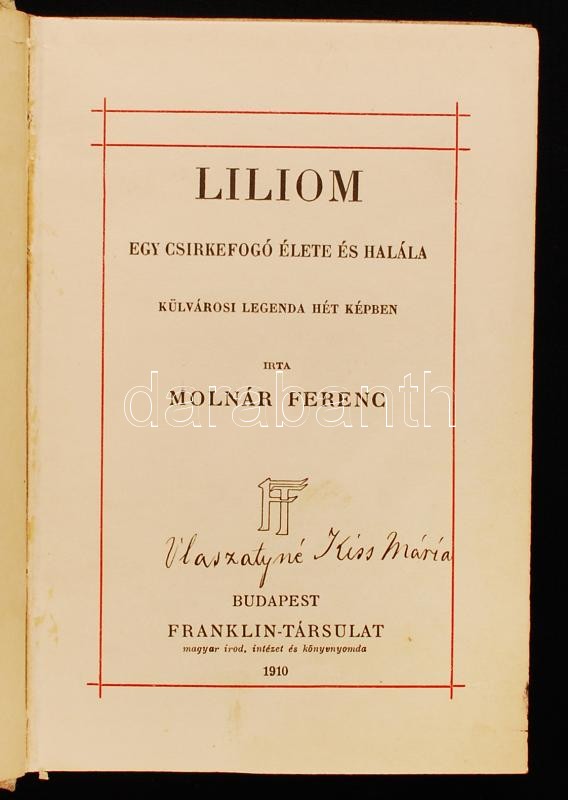 LILIOM
EGY CSIRKEFOGÓ ÉLETE ÉS HALÁLA
KÜLVÁROSI LEGENDA HÉT KÉPBEN
IRTA
MOLNÁR FERENC
darabanth
FT
Vlaszatyné Kiss Mária
BUDAPEST
FRANKLIN-TÁRSULAT
magyar irod. intézet és könyvnyomda
1910